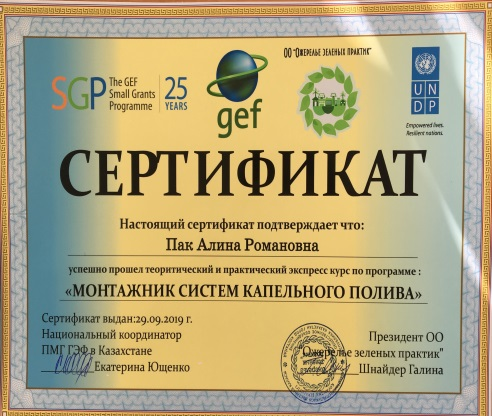 SGP
The GEF
Small Grants
Programme
25
YEARS
gef
ОО "ОЖЕРЕЛЬЕ ЗЕЛЕНЫХ ПРАКТИК"
UN
DP
Empowered lives.
Resilient nations.
СЕРТИФИКАТ
Настоящий сертификат подтверждает что:
Пак Алина Романовна
успешно прошел теоритический и практический экспресс курс по программе :
«МОНТАЖНИК СИСТЕМ КАПЕЛЬНОГО ПОЛИВА»
Сертификат выдан:29.09.2019 г.
Национальный координатор
ПМГ ГЭФ в Казахстане
Екатерина Ющенко
Президент ОО
Ожерелье зеленых практик"
Шнайдер Галина